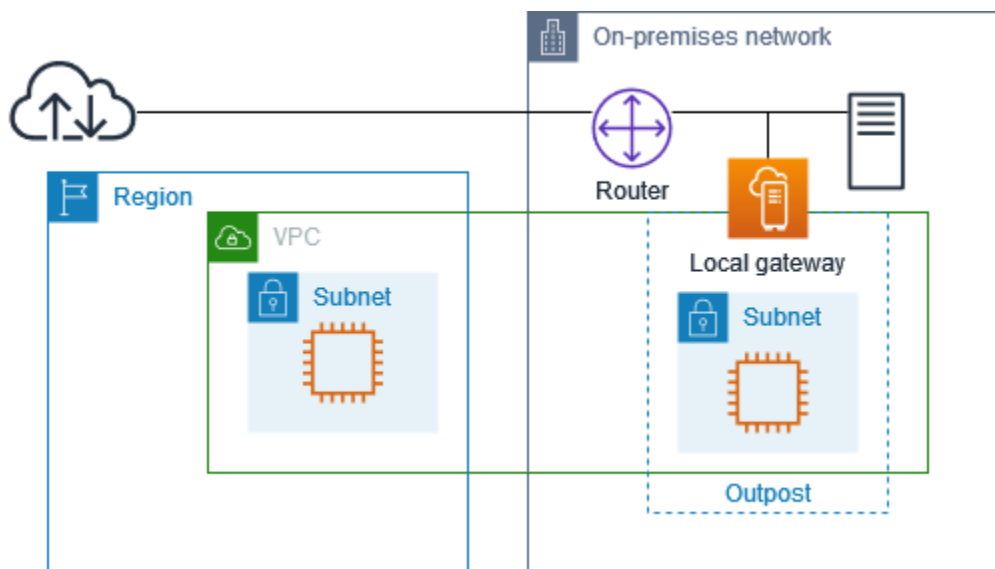 On-premises network
Router
Region
VPC
Local gateway
Subnet
Subnet
Outpost